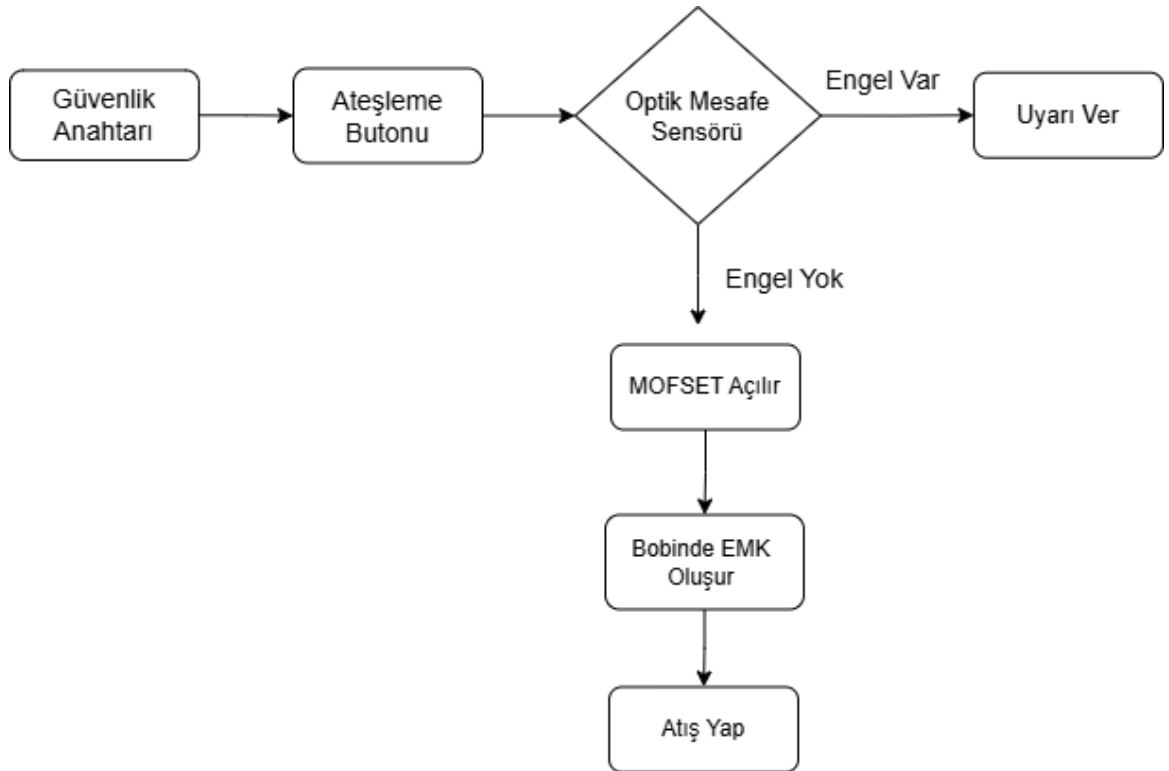 Güvenlik
Anahtarı
Ateşleme
Butonu
Optik Mesafe
Sensörü
Engel Var
Uyarı Ver
Engel Yok
MOFSET Açılır
Bobinde EMK
Oluşur
Atış Yap